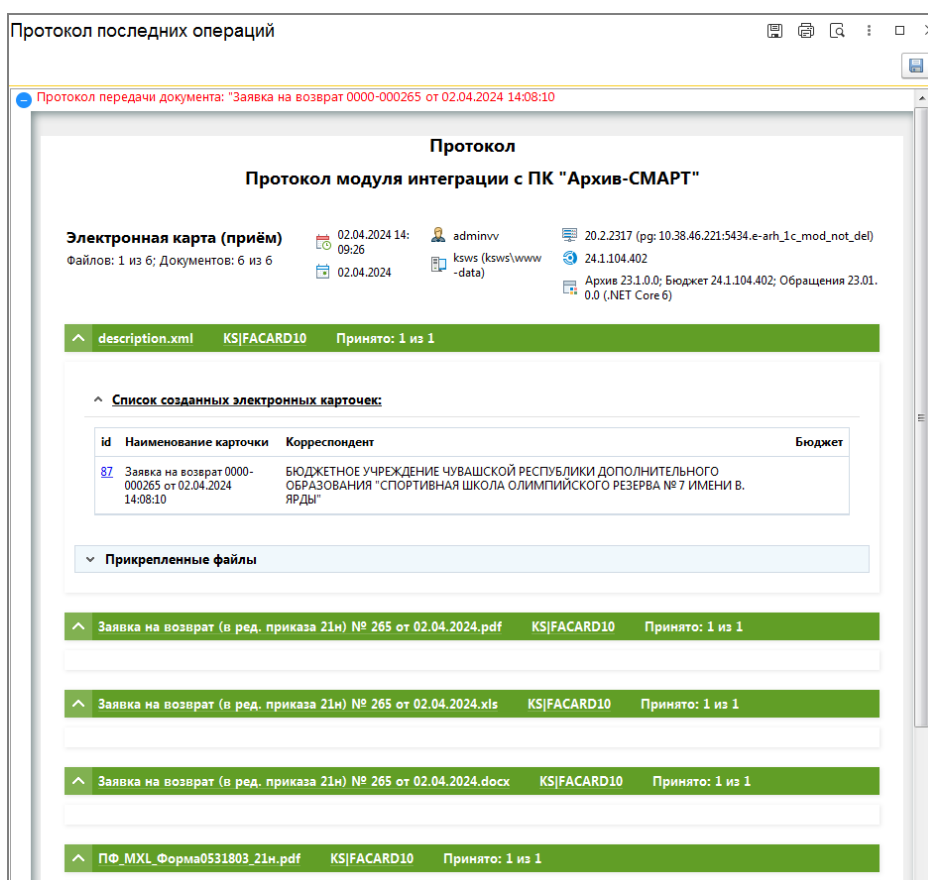 Протокол последних операций
Протокол передачи документа: "Заявка на возврат 0000-000265 от 02.04.2024 14:08:10
Протокол
Протокол модуля интеграции с ПК "Архив-СМАРТ"
Электронная карта (приём)
Файлов: 1 из 6; Документов: 6 из 6
02.04.2024 14:
09:26
02.04.2024
adminvv
ksws (ksws\www
-data)
20.2.2317 (pg: 10.38.46.221:5434.e-arh_1c_mod_not_del)
24.1.104.402
Архив 23.1.0.0; Бюджет 24.1.104.402; Обращения 23.01.
0.0 (.NET Core 6)
description.xml KS|FACARD10 Принято: 1 из 1
Список созданных электронных карточек:
id Наименование карточки Корреспондент Бюджет
87 Заявка на возврат 0000-
000265 от 02.04.2024
14:08:10
БЮДЖЕТНОЕ УЧРЕЖДЕНИЕ ЧУВАШСКОЙ РЕСПУБЛИКИ ДОПОЛНИТЕЛЬНОГО
ОБРАЗОВАНИЯ "СПОРТИВНАЯ ШКОЛА ОЛИМПИЙСКОГО РЕЗЕРВА № 7 ИМЕНИ В.
ЯРДЫ"
Прикрепленные файлы
Заявка на возврат (в ред. приказа 21н) № 265 от 02.04.2024.pdf KS|FACARD10 Принято: 1 из 1
Заявка на возврат (в ред. приказа 21н) № 265 от 02.04.2024.xls KS|FACARD10 Принято: 1 из 1
Заявка на возврат (в ред. приказа 21н) № 265 от 02.04.2024.docx KS|FACARD10 Принято: 1 из 1
ПФ_MXL_Форма0531803_21н.pdf KS|FACARD10 Принято: 1 из 1